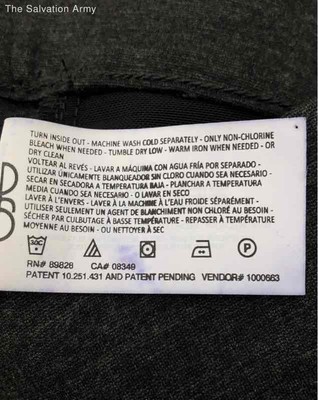 The Salvation Army
TURN INSIDE OUT - MACHINE WASH COLD SEPARATELY - ONLY NON-CHLORINE
BLEACH WHEN NEEDED - TUMBLE DRY LOW - WARM IRON WHEN NEEDED - OR
DRY CLEAN
VOLTEAR AL REVÉS - LAVAR A MÁQUINA CON AGUA FRÍA POR SEPARADO -
UTILIZAR ÚNICAMENTE BLANQUEADOR SIN CLORO CUANDO SEA NECESARIO -
SECAR EN SECADORA A TEMPERATURA BAJA - PLANCHAR A TEMPERATURA
MEDIA CUANDO SEA NECESARIO - O LAVAR EN SECO
LAVER À L'ENVERS - LAVER À LA MACHINE À L'EAU FROIDE SÉPARÉMENT -
UTILISER SEULEMENT UN AGENT DE BLANCHIMENT NON CHLORÉ AU BESOIN -
SÉCHER PAR CULBUTAGE À BASSE TEMPÉRATURE - REPASSER À TEMPÉRATURE
MOYENNE AU BESOIN - OU NETTOYER À SEC
P
RN# 89828 CA# 08349
PATENT 10.251.431 AND PATENT PENDING VENDOR# 1000663